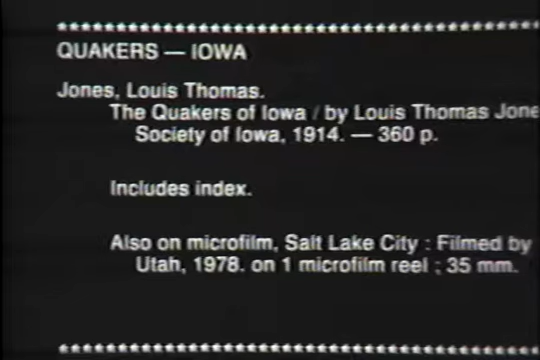 ****************************************************
QUAKERS — IOWA
Jones, Louis Thomas.
The Quakers of Iowa / by Louis Thomas Jone
Society of Iowa, 1914. — 360 p.
Includes index.
Also on microfilm, Salt Lake City : Filmed by
Utah, 1978. on 1 microfilm reel ; 35 mm.
****************************************************